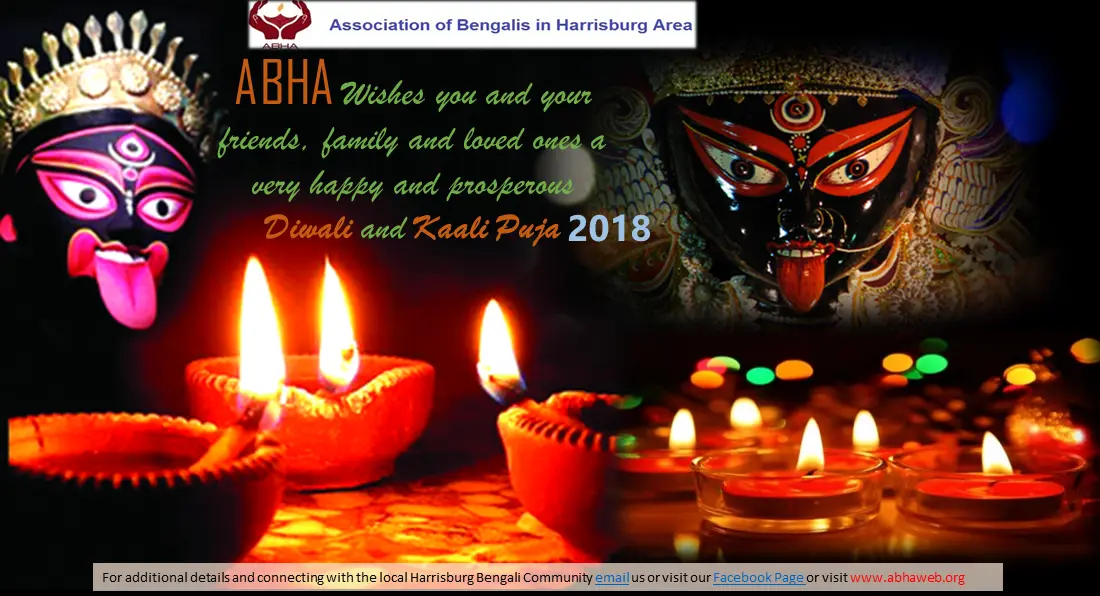 ABHA
Association of Bengalis in Harrisburg Area
ABHA Wishes you and your
friends, family and loved ones a
very happy and prosperous
Diwali and Kaali Puja 2018
For additional details and connecting with the local Harrisburg Bengali Community email us or visit our Facebook Page or visit www.abhaweb.org